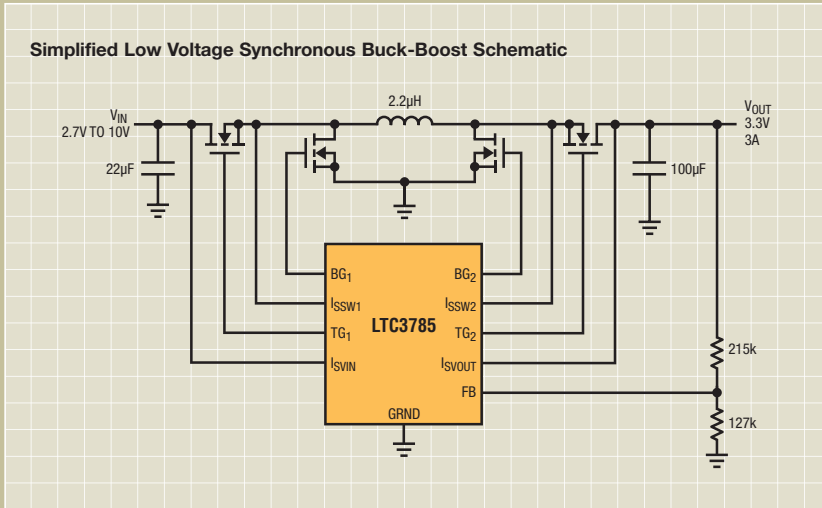 Simplified Low Voltage Synchronous Buck-Boost Schematic
2.2µH
VIN
2.7V TO 10V
VOUT
3.3V
3A
22µF
100µF
BG1
BG2
ISSW1
ISSW2
LTC3785
TG1
TG2
ISVIN
ISVOUT
215k
FB
GRND
127k